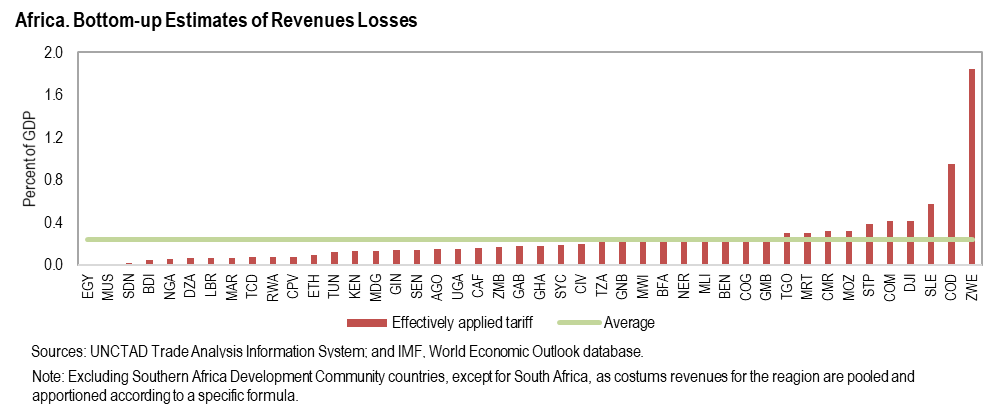 Africa. Bottom-up Estimates of Revenues Losses
2.0
1.6
1.2
0.8
0.4
0.0
Percent of GDP
EGY MUS SDN BDI NGA DZA LBR MAR TCD RWA CPV ETH TUN KEN MDG GIN SEN AGO UGA CAF ZMB GAB GHA SYC CIV TZA GNB MWI BFA NER MLI BEN COG GMB TGO MRT CMR MOZ STP COM DJI SLE COD ZWE
Effectively applied tariff Average
Sources: UNCTAD Trade Analysis Information System; and IMF, World Economic Outlook database.
Note: Excluding Southern Africa Development Community countries, except for South Africa, as costums revenues for the reagion are pooled and
apportioned according to a specific formula.